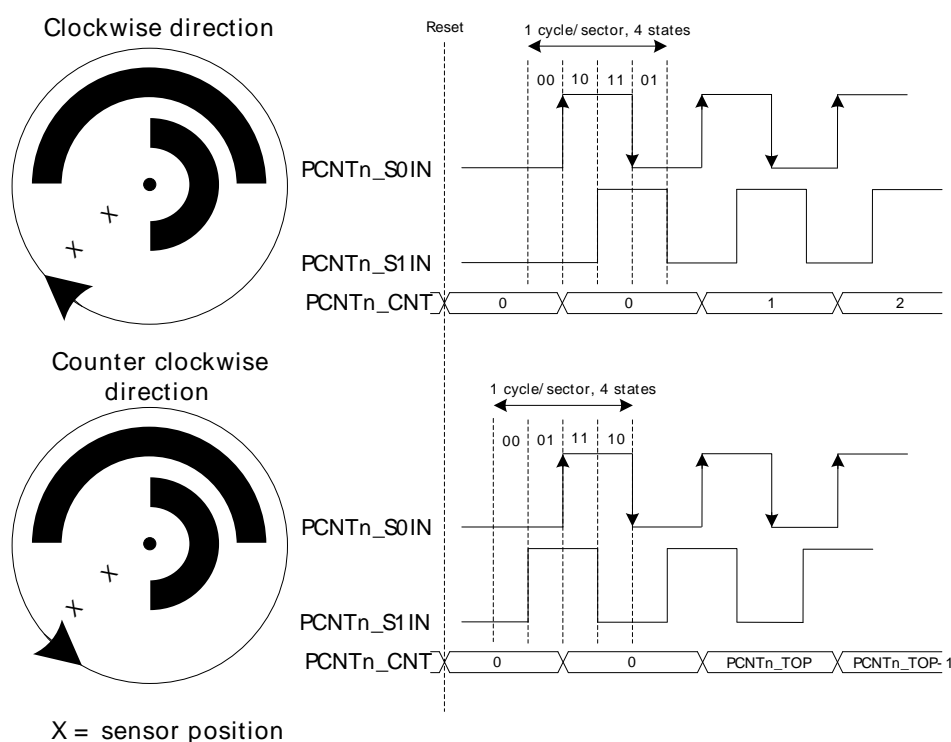 Clockwise direction
Reset
1 cycle/sector, 4 states
00 10 11 01
PCNTn_S0IN
PCNTn_S1IN
PCNTn_CNT 0 0 1 2
X
X
Counter clockwise
direction
1 cycle/sector, 4 states
00 01 11 10
PCNTn_S0IN
PCNTn_S1IN
PCNTn_CNT 0 0 PCNTn_TOP PCNTn_TOP-1
X
X
X = sensor position